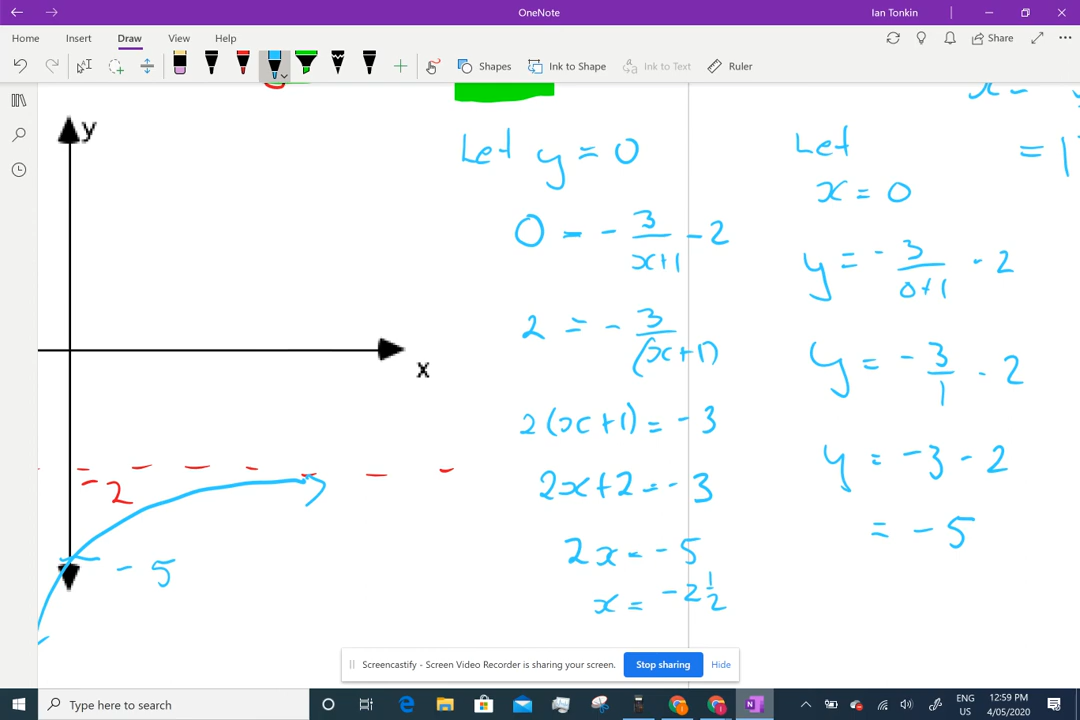 OneNote
Ian Tonkin
Home Insert Draw View Help
Share
Shapes
Ink to Shape
Ink to Text
Ruler
y
x
-2
-5
Let y = 0
0 = - 3/(x+1) - 2
2 = - 3/(x+1)
2(x+1) = -3
2x+2 = -3
2x = -5
x = -2 1/2
Let
x = 0
y = - 3/(0+1) - 2
y = - 3/1 - 2
y = -3 - 2
= -5
Screencastify - Screen Video Recorder is sharing your screen.
Stop sharing
Hide
Type here to search
ENG
US
12:59 PM
4/05/2020